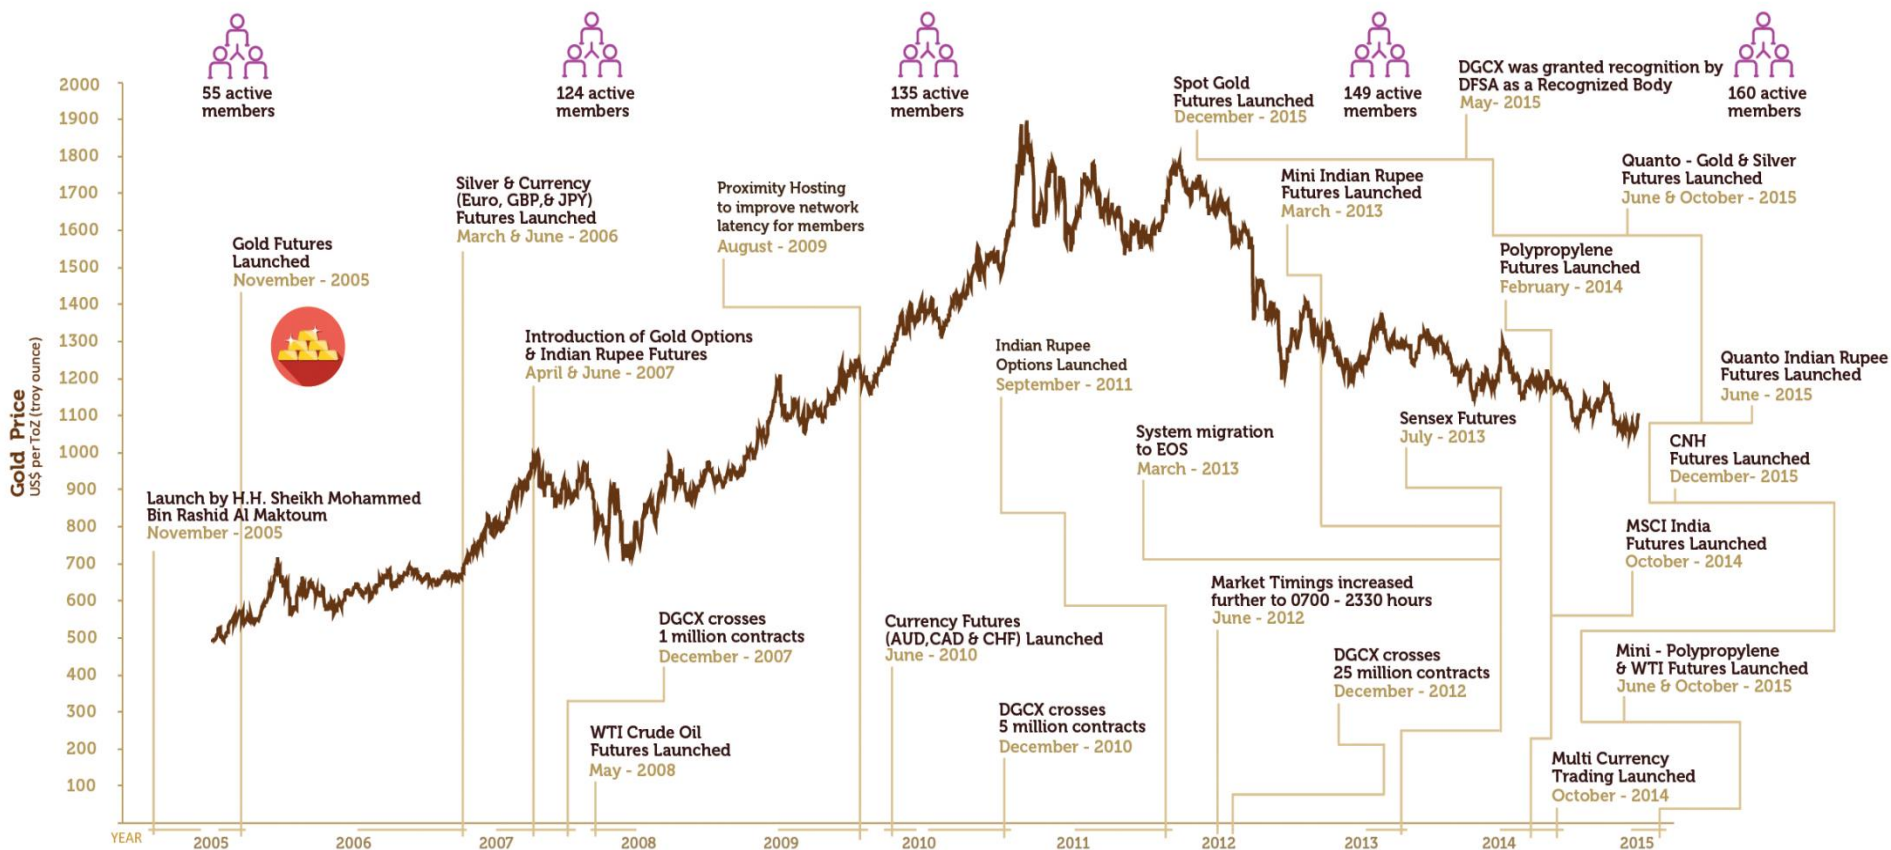 55 active
members
124 active
members
135 active
members
149 active
members
160 active
members
Gold Price
US$ per ToZ (troy ounce)
2000
1900
1800
1700
1600
1500
1400
1300
1200
1100
1000
900
800
700
600
500
400
300
200
100
Launch by H.H. Sheikh Mohammed
Bin Rashid Al Maktoum
November - 2005
Gold Futures
Launched
November - 2005
Silver & Currency
(Euro, GBP,& JPY)
Futures Launched
March & June - 2006
Introduction of Gold Options
& Indian Rupee Futures
April & June - 2007
DGCX crosses
1 million contracts
December - 2007
WTI Crude Oil
Futures Launched
May - 2008
Proximity Hosting
to improve network
latency for members
August - 2009
Currency Futures
(AUD,CAD & CHF) Launched
June - 2010
DGCX crosses
5 million contracts
December - 2010
Indian Rupee
Options Launched
September - 2011
System migration
to EOS
March - 2013
Market Timings increased
further to 0700 - 2330 hours
June - 2012
DGCX crosses
25 million contracts
December - 2012
Spot Gold
Futures Launched
December - 2015
Mini Indian Rupee
Futures Launched
March - 2013
Sensex Futures
July - 2013
DGCX was granted recognition by
DFSA as a Recognized Body
May- 2015
Quanto - Gold & Silver
Futures Launched
June & October - 2015
Polypropylene
Futures Launched
February - 2014
Quanto Indian Rupee
Futures Launched
June - 2015
CNH
Futures Launched
December- 2015
MSCI India
Futures Launched
October - 2014
Mini - Polypropylene
& WTI Futures Launched
June & October - 2015
Multi Currency
Trading Launched
October - 2014
YEAR
2005
2006
2007
2008
2009
2010
2011
2012
2013
2014
2015